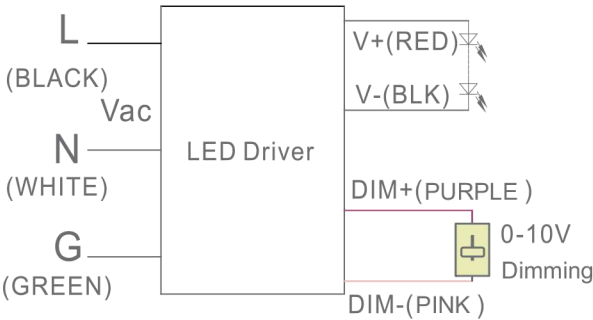 L
(BLACK)
Vac
N
(WHITE)
G
(GREEN)
LED Driver
V+(RED)
V-(BLK)
DIM+(PURPLE )
0-10V
Dimming
DIM-(PINK )